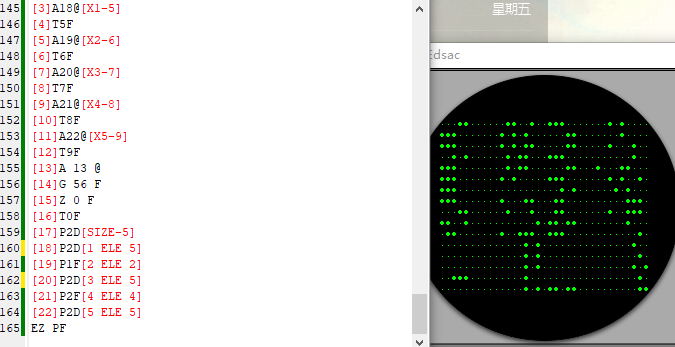 145 [3]A18@[X1-5]
146 [4]T5F
147 [5]A19@[X2-6]
148 [6]T6F
149 [7]A20@[X3-7]
150 [8]T7F
151 [9]A21@[X4-8]
152 [10]T8F
153 [11]A22@[X5-9]
154 [12]T9F
155 [13]A 13 @
156 [14]G 56 F
157 [15]Z 0 F
158 [16]T0F
159 [17]P2D[SIZE-5]
160 [18]P2D[1 ELE 5]
161 [19]P1F[2 ELE 2]
162 [20]P2D[3 ELE 5]
163 [21]P2F[4 ELE 4]
164 [22]P2D[5 ELE 5]
165 EZ PF
星期五
Edsac